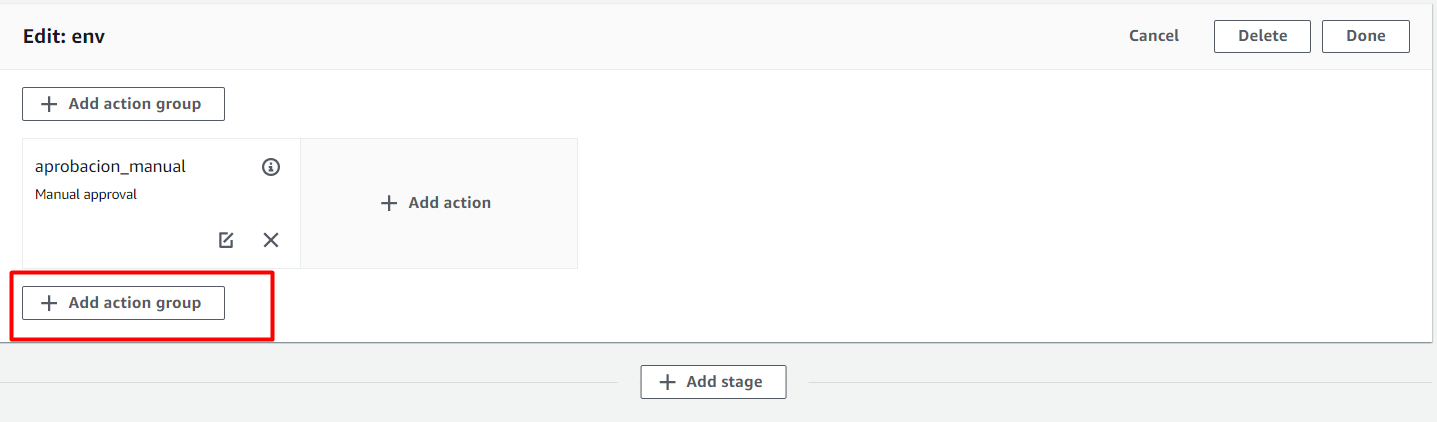 Edit: env
Cancel
Delete
Done
Add action group
aprobacion_manual
Manual approval
Add action
Add action group
Add stage